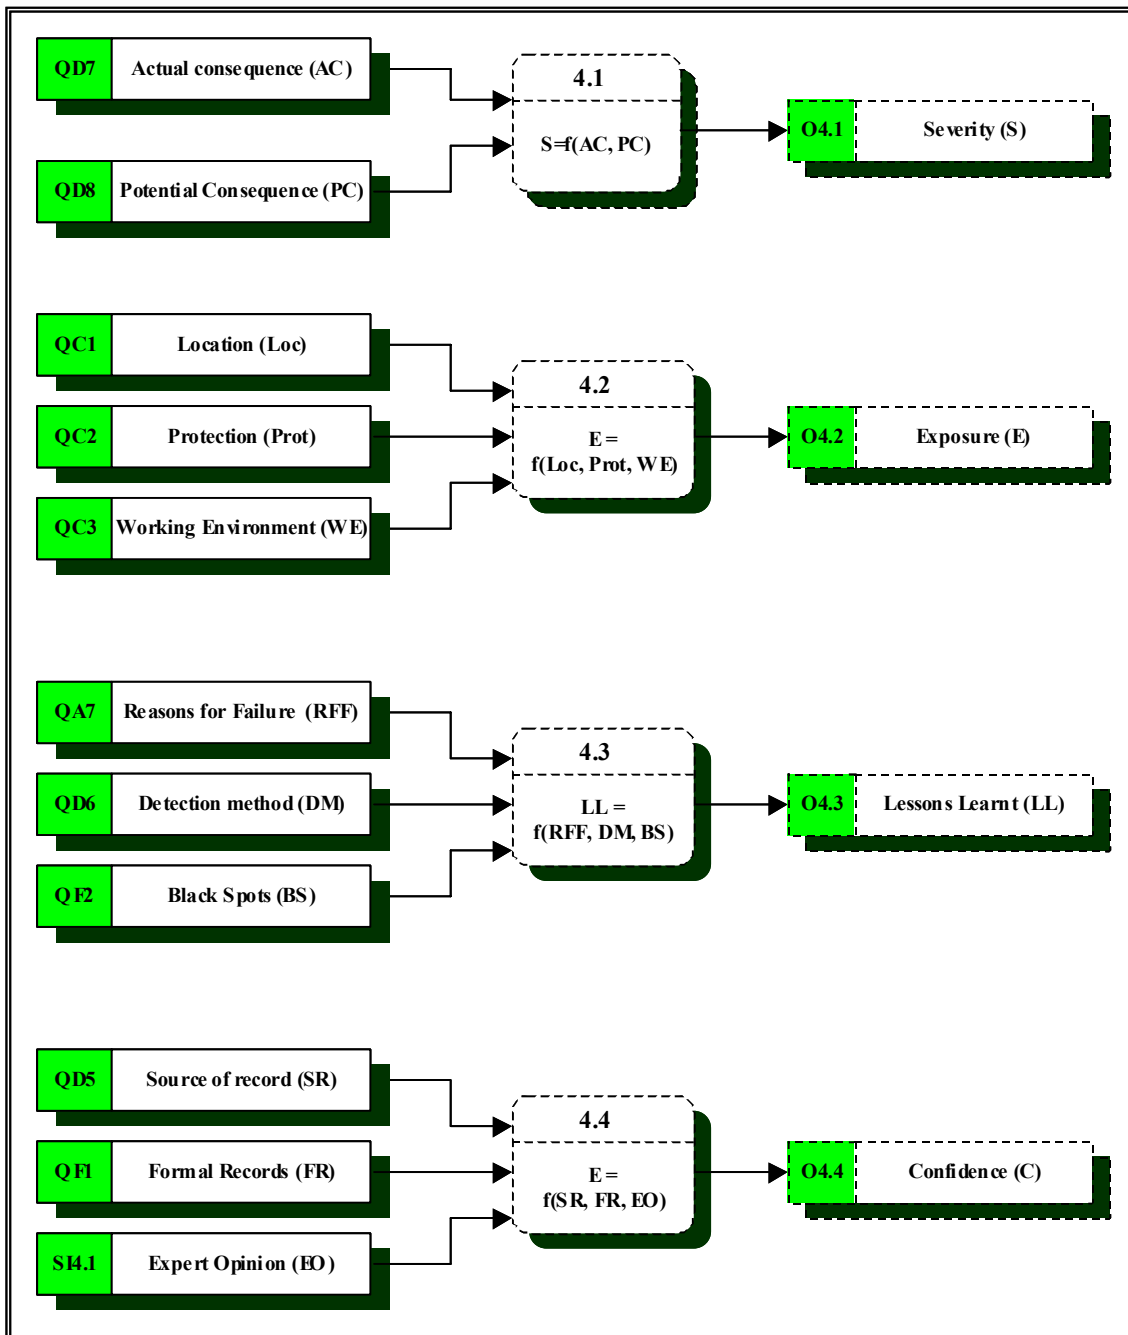 QD7 Actual consequence (AC)
QD8 Potential Consequence (PC)
4.1
S=f(AC, PC)
O4.1 Severity (S)
QC1 Location (Loc)
QC2 Protection (Prot)
QC3 Working Environment (WE)
4.2
E =
f(Loc, Prot, WE)
O4.2 Exposure (E)
QA7 Reasons for Failure (RFF)
QD6 Detection method (DM)
QF2 Black Spots (BS)
4.3
LL =
f(RFF, DM, BS)
O4.3 Lessons Learnt (LL)
QD5 Source of record (SR)
QF1 Formal Records (FR)
SI4.1 Expert Opinion (EO)
4.4
E =
f(SR, FR, EO)
O4.4 Confidence (C)